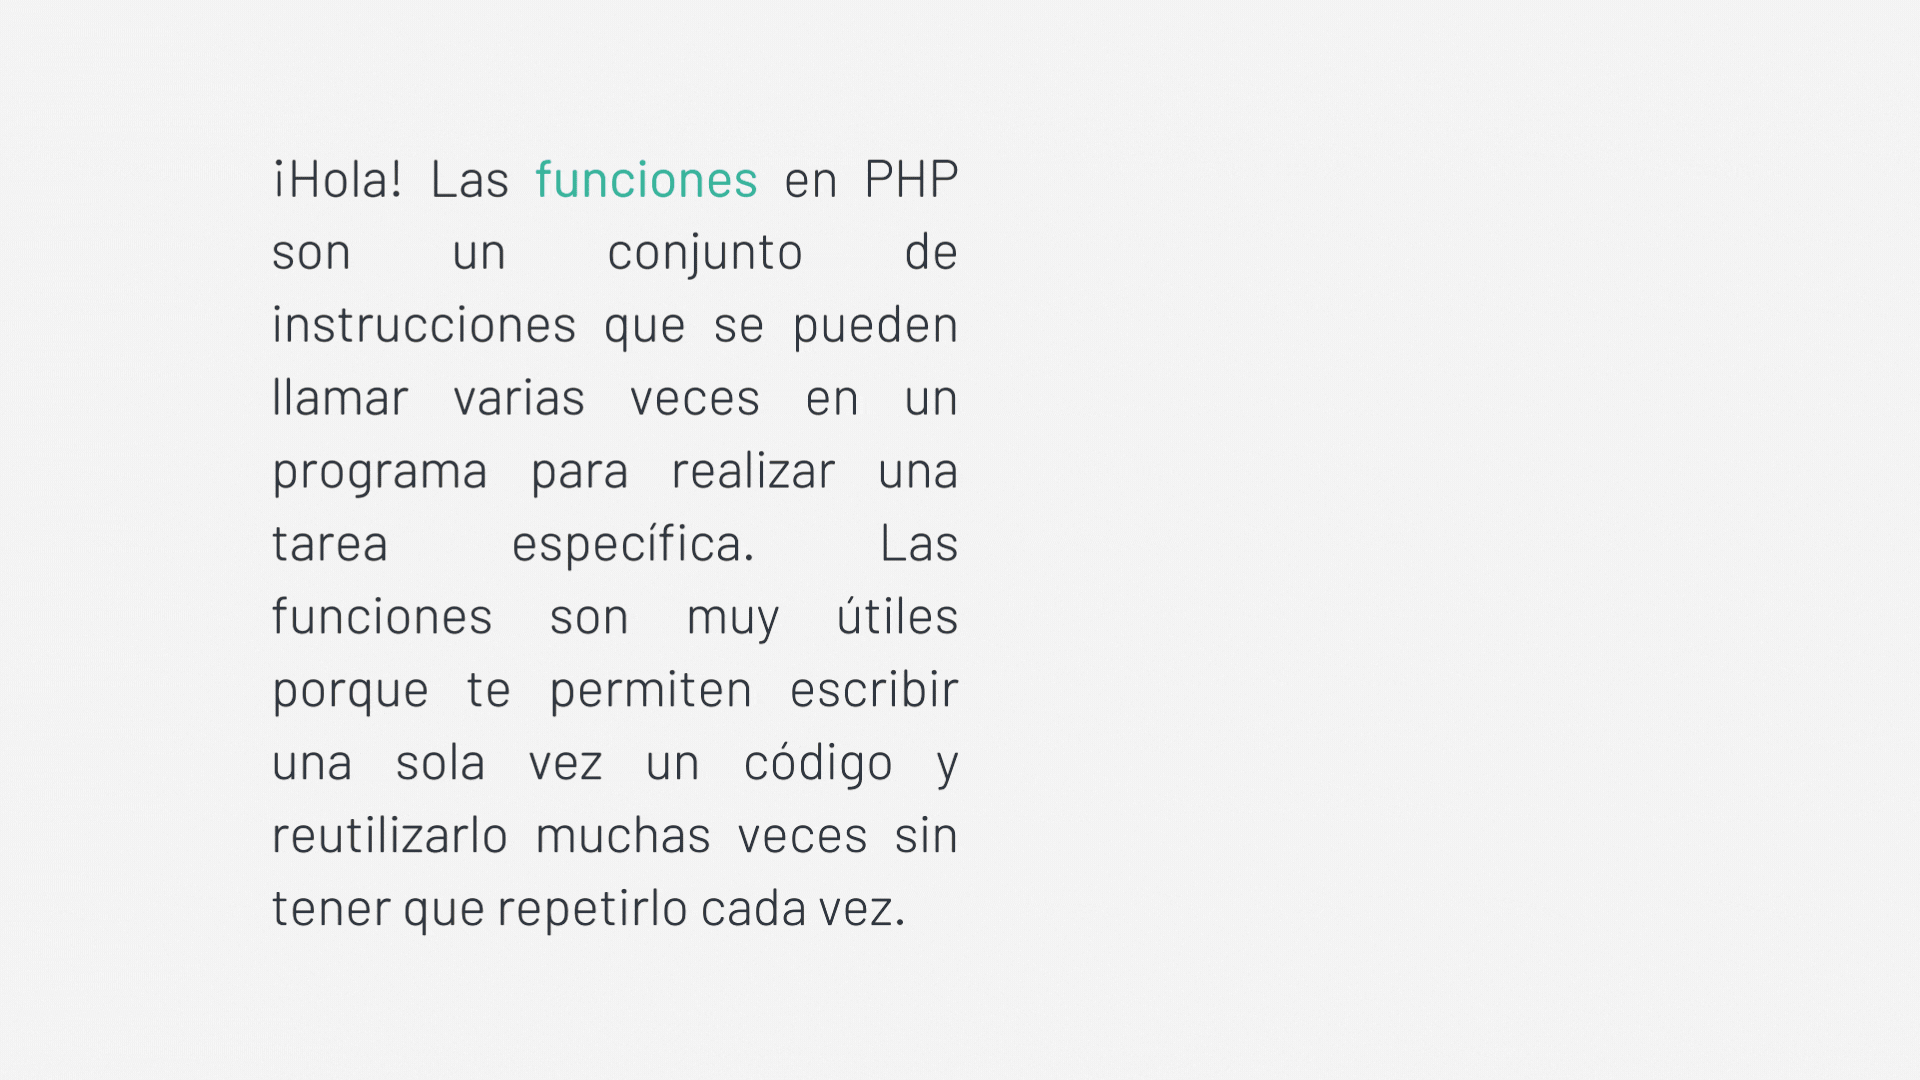 ¡Hola! Las funciones en PHP
son un conjunto de
instrucciones que se pueden
llamar varias veces en un
programa para realizar una
tarea específica. Las
funciones son muy útiles
porque te permiten escribir
una sola vez un código y
reutilizarlo muchas veces sin
tener que repetirlo cada vez.